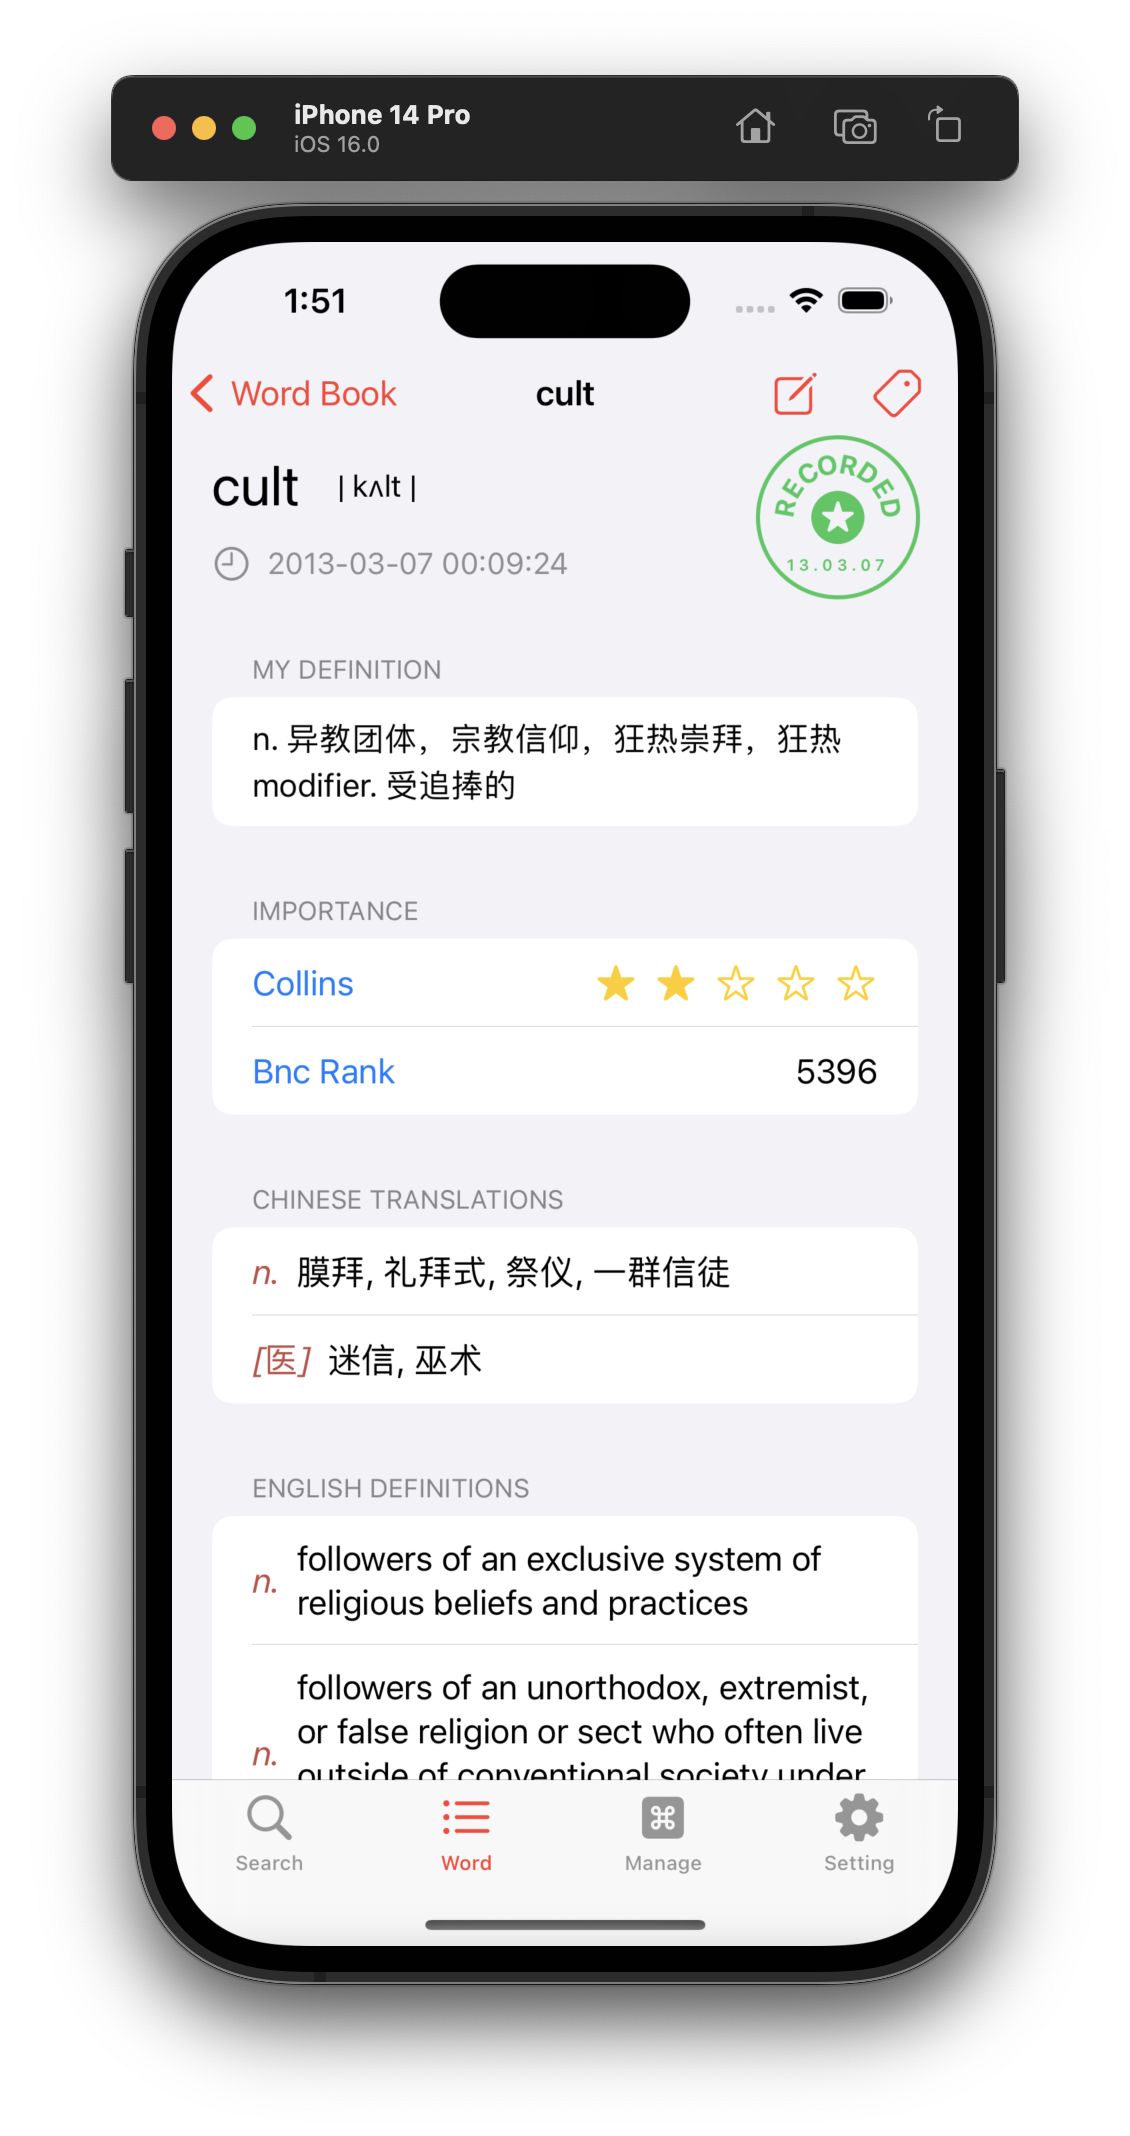 iPhone 14 Pro
iOS 16.0
1:51
Word Book
cult
cult | kʌlt |
RECORDED
13.03.07
2013-03-07 00:09:24
MY DEFINITION
n. 异教团体，宗教信仰，狂热崇拜，狂热
modifier. 受追捧的
IMPORTANCE
Collins
Bnc Rank 5396
CHINESE TRANSLATIONS
n. 膜拜, 礼拜式, 祭仪, 一群信徒
[医] 迷信, 巫术
ENGLISH DEFINITIONS
n. followers of an exclusive system of
religious beliefs and practices
n. followers of an unorthodox, extremist,
or false religion or sect who often live
outside of conventional society under
Search
Word
Manage
Setting